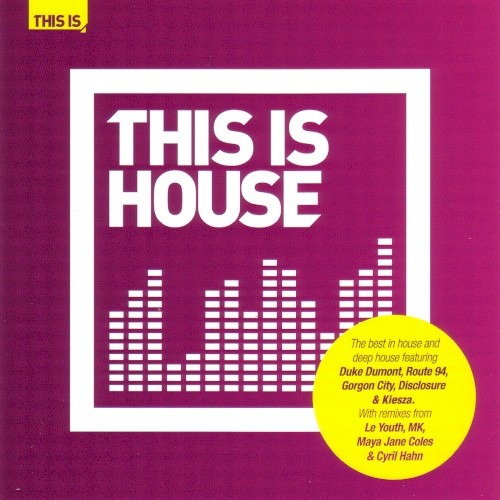 THIS IS
THIS IS
HOUSE
The best in house and
deep house featuring
Duke Dumont, Route 94,
Gorgon City, Disclosure
& Kiesza.
With remixes from
Le Youth, MK,
Maya Jane Coles
& Cyril Hahn